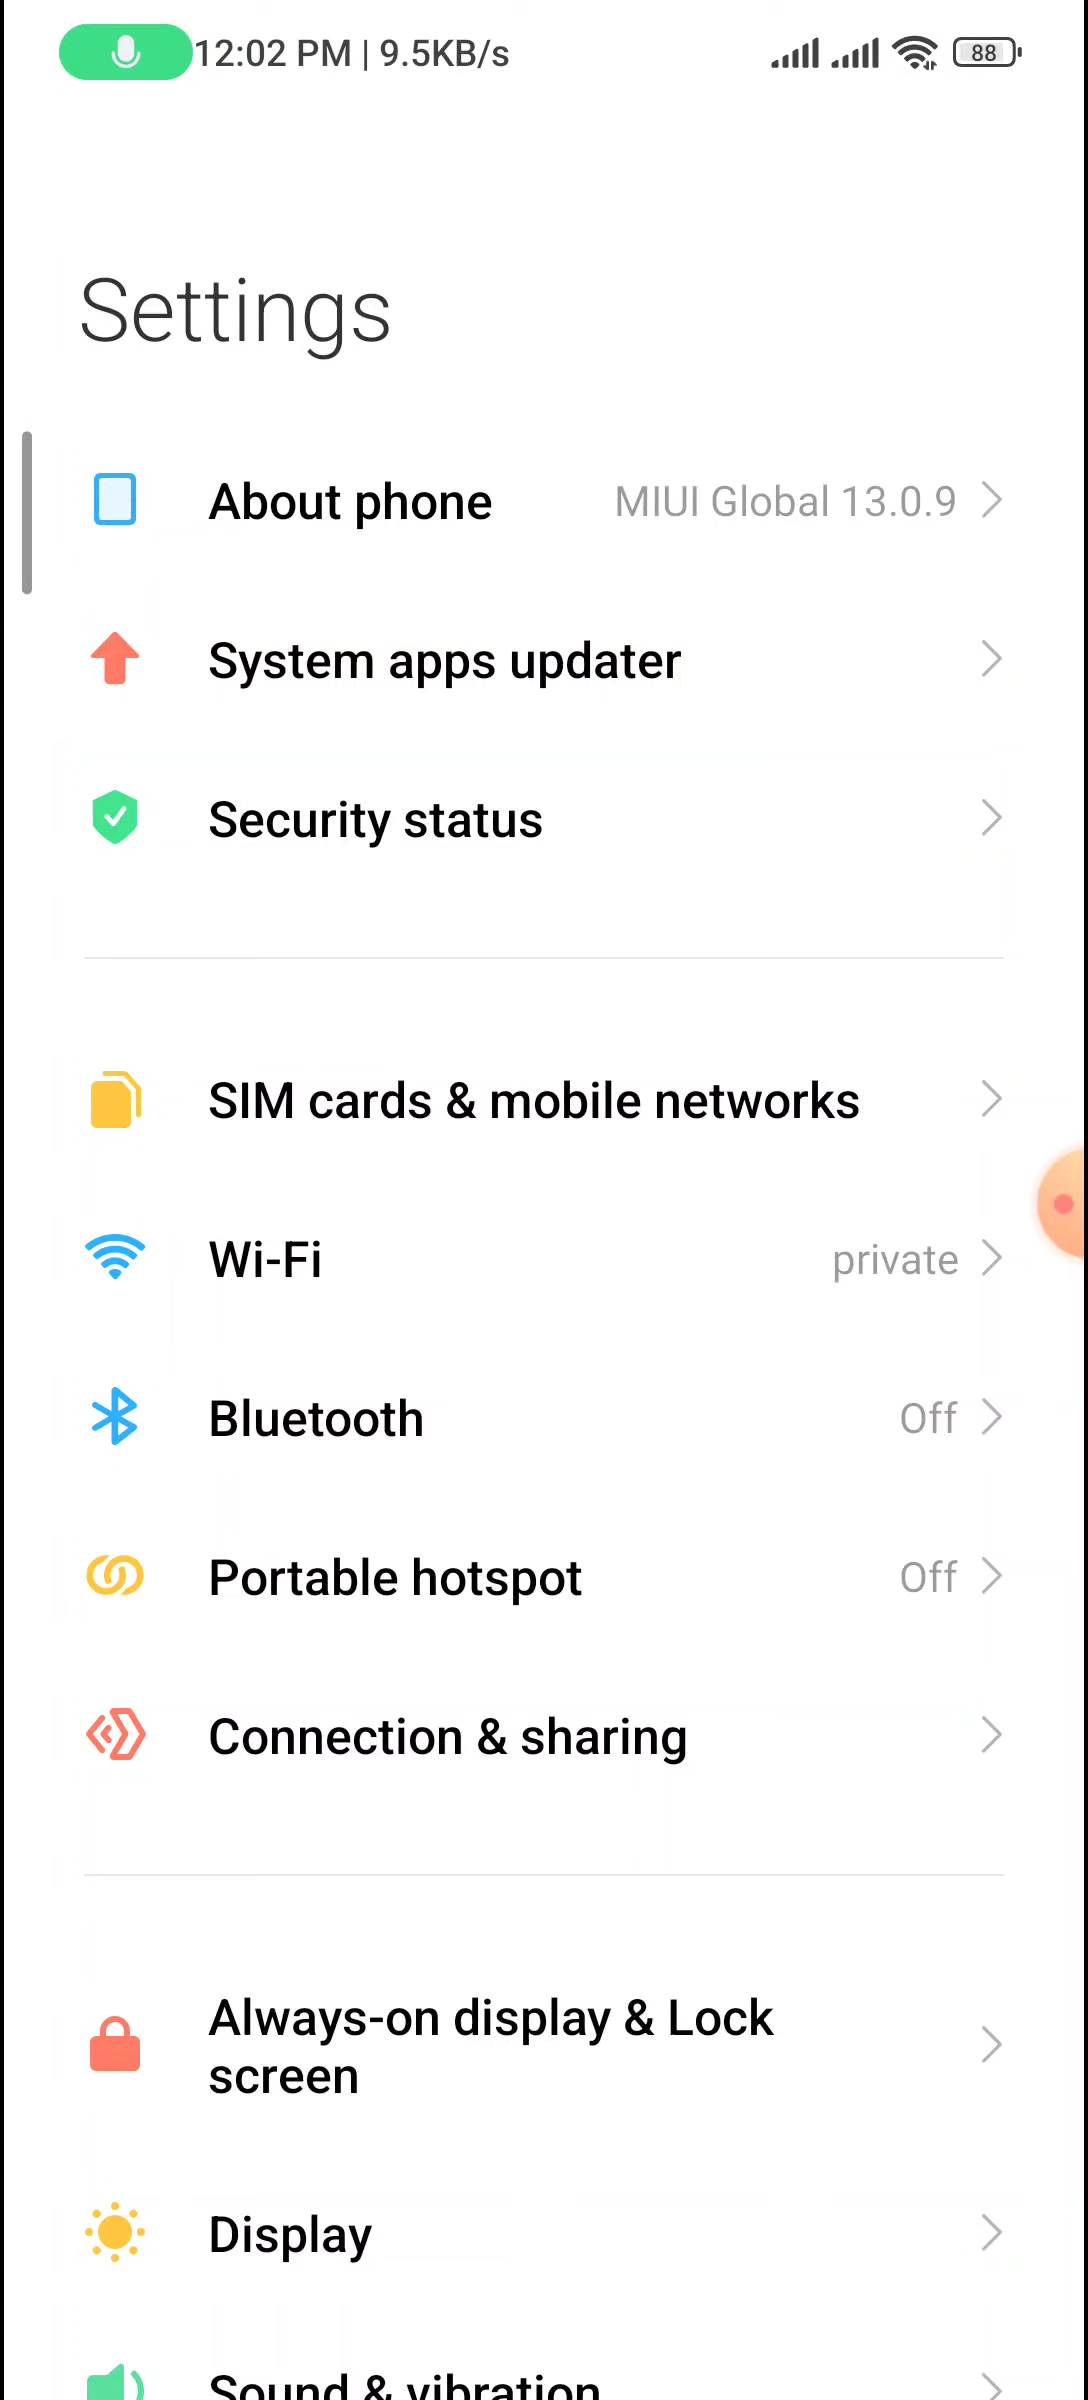 12:02 PM | 9.5KB/s 88
Settings
About phone MIUI Global 13.0.9
System apps updater
Security status
SIM cards & mobile networks
Wi-Fi private
Bluetooth Off
Portable hotspot Off
Connection & sharing
Always-on display & Lock
screen
Display
Sound & vibration